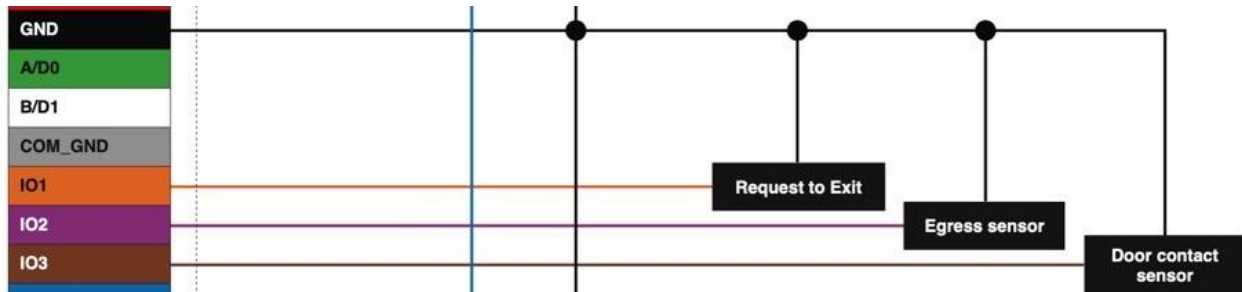 GND
A/D0
B/D1
COM_GND
IO1
Request to Exit
IO2
Egress sensor
IO3
Door contact
sensor